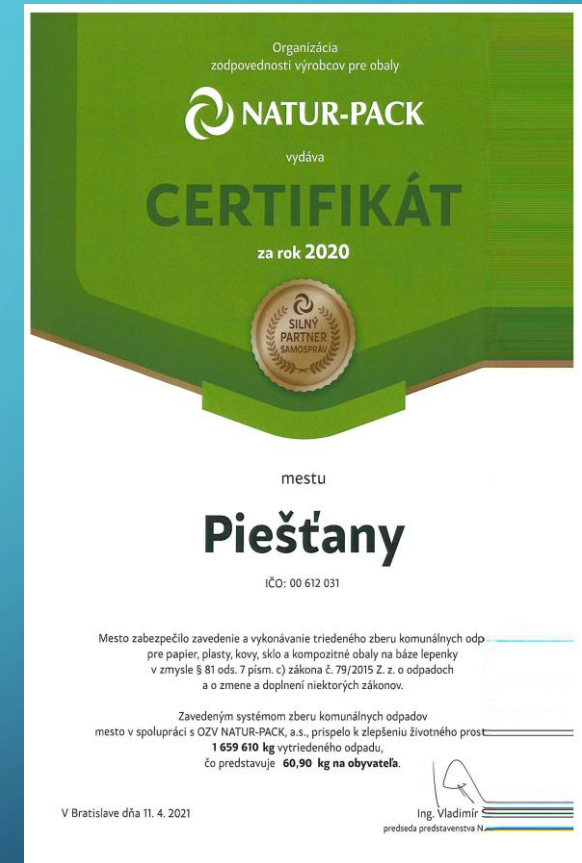 Organizácia
zodpovednosti výrobcov pre obaly
NATUR-PACK
vydáva
CERTIFIKÁT
za rok 2020
SILNÝ
PARTNER
SAMOSPRÁV
mestu
Piešťany
IČO: 00 612 031
Mesto zabezpečilo zavedenie a vykonávanie triedeného zberu komunálnych odp
pre papier, plasty, kovy, sklo a kompozitné obaly na báze lepenky
v zmysle § 81 ods. 7 písm. c) zákona č. 79/2015 Z. z. o odpadoch
a o zmene a doplnení niektorých zákonov.
Zavedeným systémom zberu komunálnych odpadov
mesto v spolupráci s OZV NATUR-PACK, a.s., prispelo k zlepšeniu životného prost
1 659 610 kg vytriedeného odpadu,
čo predstavuje 60,90 kg na obyvateľa.
V Bratislave dňa 11. 4. 2021
Ing. Vladimír
predseda predstavenstva N